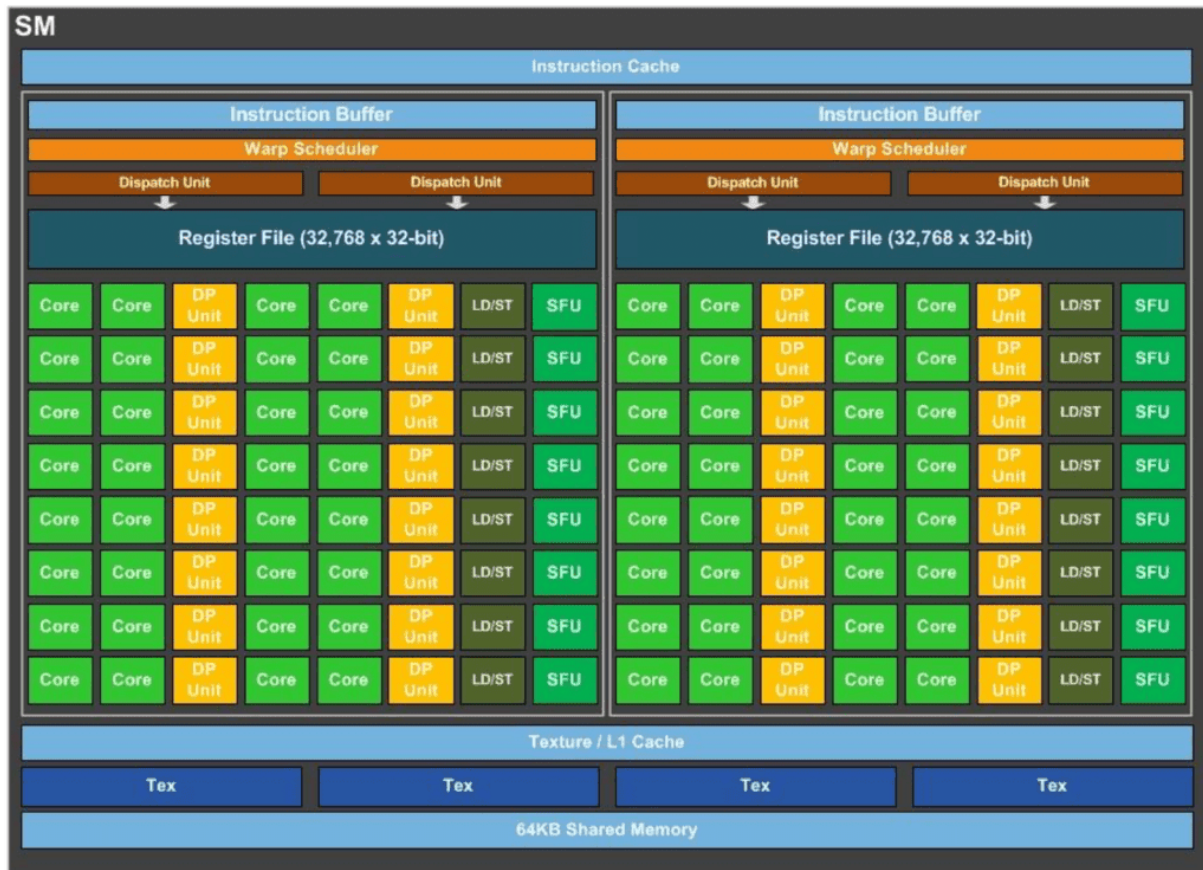 SM
Instruction Cache
Instruction Buffer Instruction Buffer
Warp Scheduler Warp Scheduler
Dispatch Unit Dispatch Unit Dispatch Unit Dispatch Unit
Register File (32,768 x 32-bit) Register File (32,768 x 32-bit)
Core Core DP Unit Core Core DP Unit LD/ST SFU Core Core DP Unit Core Core DP Unit LD/ST SFU
Core Core DP Unit Core Core DP Unit LD/ST SFU Core Core DP Unit Core Core DP Unit LD/ST SFU
Core Core DP Unit Core Core DP Unit LD/ST SFU Core Core DP Unit Core Core DP Unit LD/ST SFU
Core Core DP Unit Core Core DP Unit LD/ST SFU Core Core DP Unit Core Core DP Unit LD/ST SFU
Core Core DP Unit Core Core DP Unit LD/ST SFU Core Core DP Unit Core Core DP Unit LD/ST SFU
Core Core DP Unit Core Core DP Unit LD/ST SFU Core Core DP Unit Core Core DP Unit LD/ST SFU
Core Core DP Unit Core Core DP Unit LD/ST SFU Core Core DP Unit Core Core DP Unit LD/ST SFU
Core Core DP Unit Core Core DP Unit LD/ST SFU Core Core DP Unit Core Core DP Unit LD/ST SFU
Texture / L1 Cache
Tex Tex Tex Tex
64KB Shared Memory